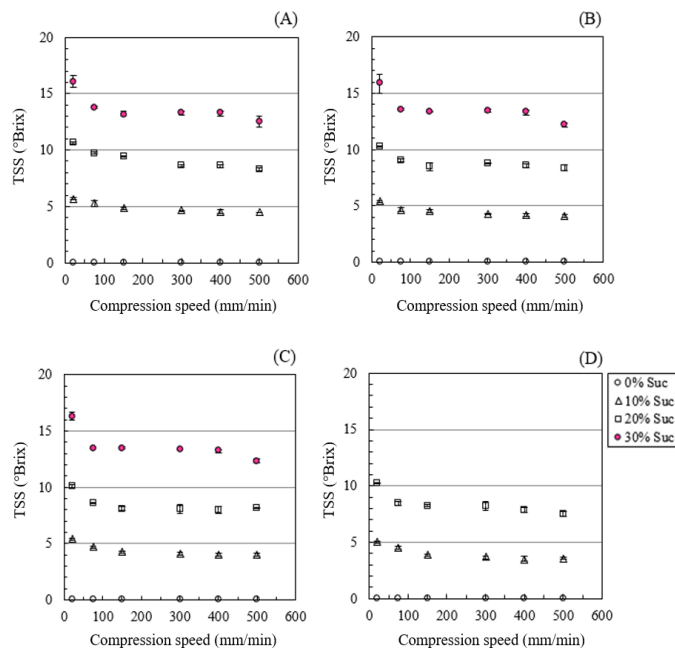 (A)
20
15
10
5
0
TSS (°Brix)
0 100 200 300 400 500 600
Compression speed (mm/min)
(B)
20
15
10
5
0
TSS (°Brix)
0 100 200 300 400 500 600
Compression speed (mm/min)
(C)
20
15
10
5
0
TSS (°Brix)
0 100 200 300 400 500 600
Compression speed (mm/min)
(D)
20
15
10
5
0
TSS (°Brix)
0 100 200 300 400 500 600
Compression speed (mm/min)
0% Suc
10% Suc
20% Suc
30% Suc